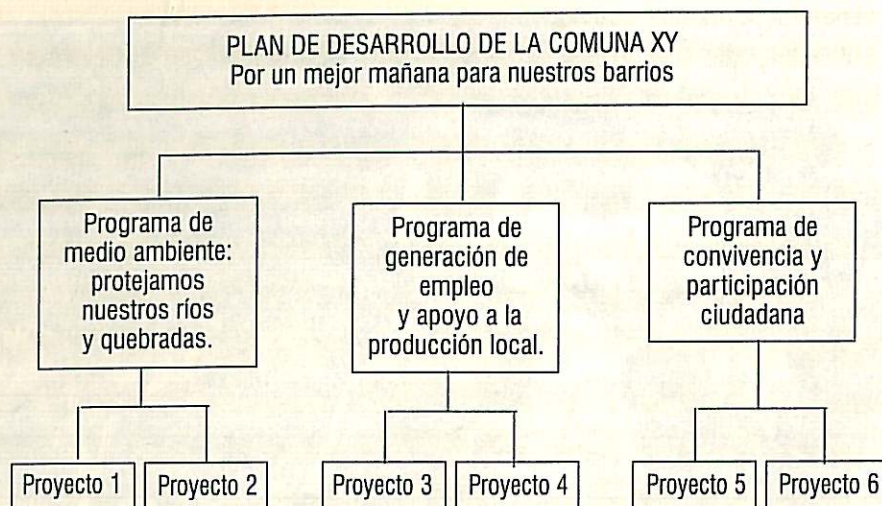 PLAN DE DESARROLLO DE LA COMUNA XY
Por un mejor mañana para nuestros barrios
Programa de
medio ambiente:
protejamos
nuestros ríos
y quebradas.
Programa de
generación de
empleo
y apoyo a la
producción local.
Programa de
convivencia y
participación
ciudadana
Proyecto 1
Proyecto 2
Proyecto 3
Proyecto 4
Proyecto 5
Proyecto 6